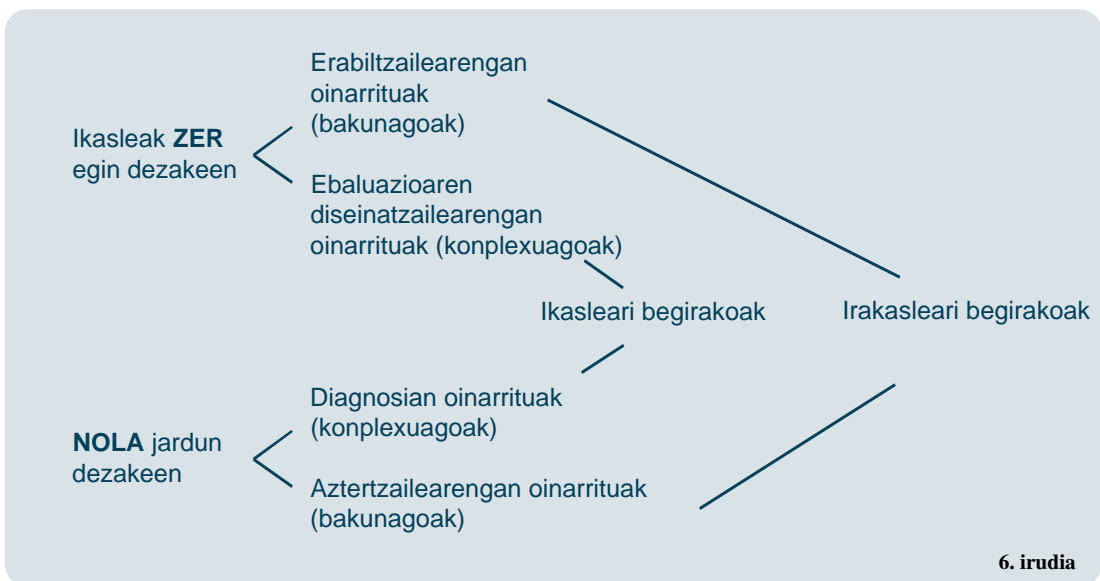 Erabiltzailearengan
oinarrituak
(bakunagoak)
Ikasleak ZER
egin dezakeen
Ebaluazioaren
diseinatzailearengan
oinarrituak (konplexuagoak)
Ikasleari begirakoak
Irakasleari begirakoak
Diagnosian oinarrituak
(konplexuagoak)
NOLA jardun
dezakeen
Aztertzailearengan oinarrituak
(bakunagoak)
6. irudia